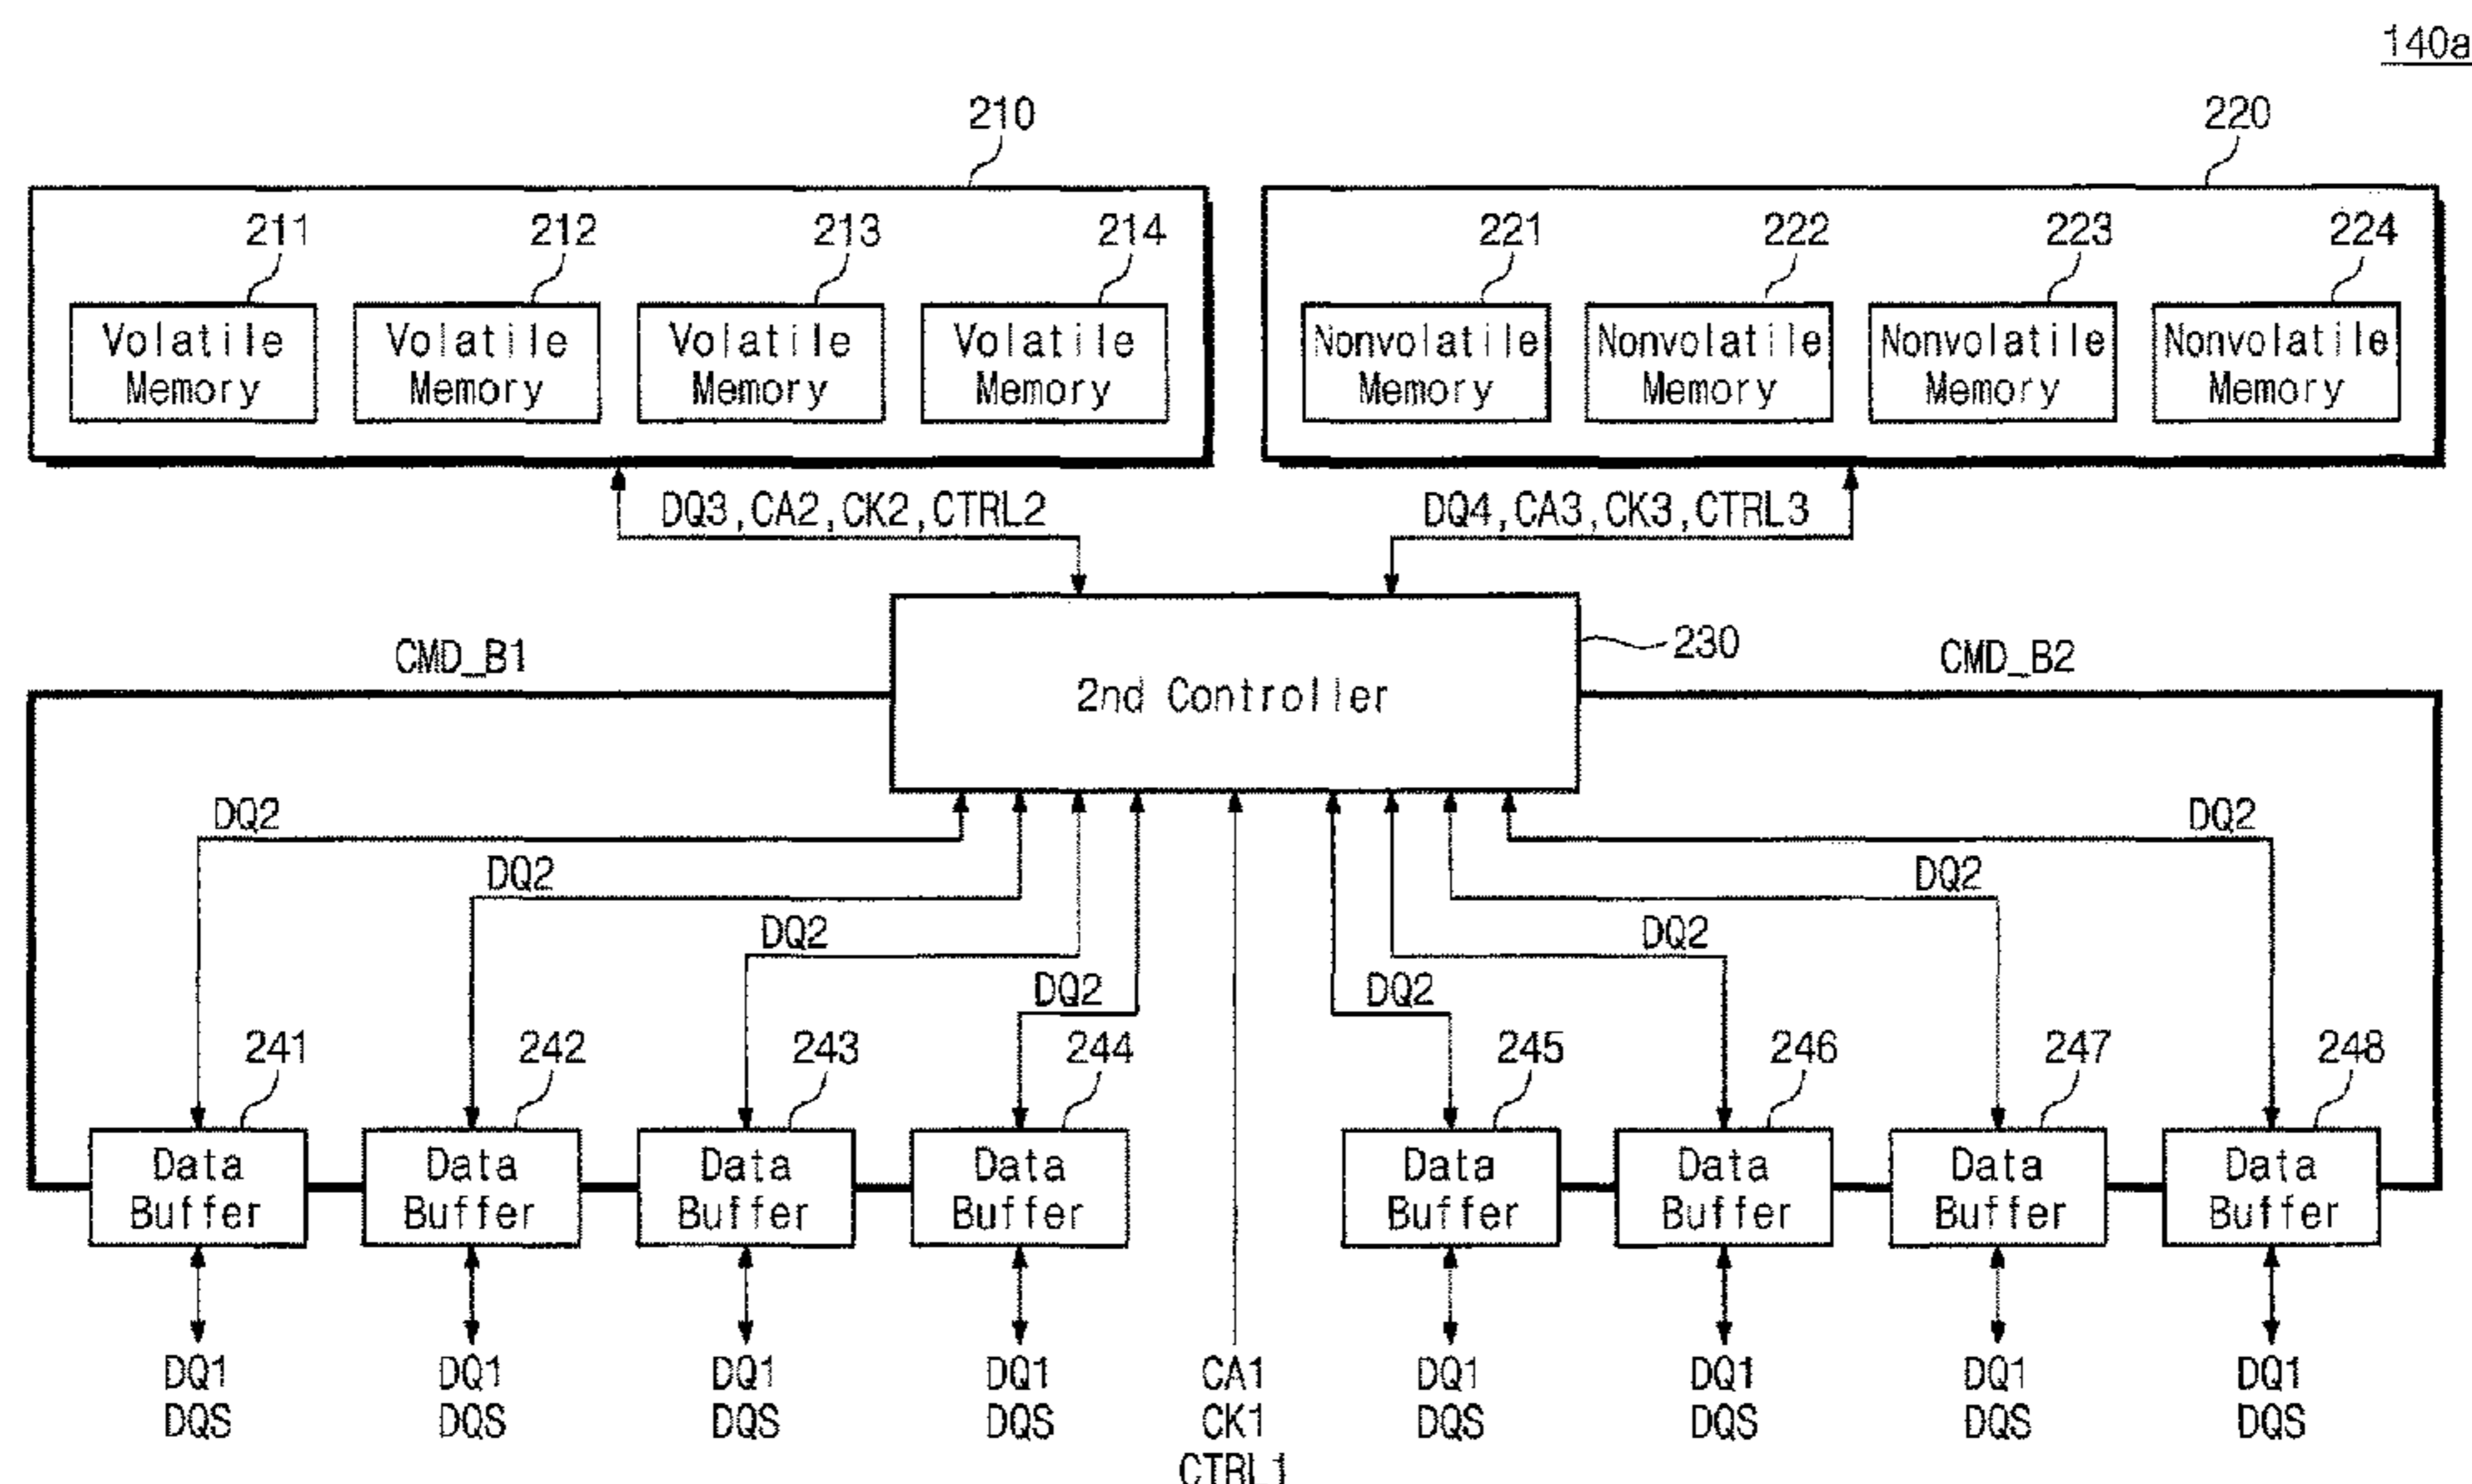 140a
210
220
211
212
213
214
221
222
223
224
Volatile Memory
Volatile Memory
Volatile Memory
Volatile Memory
Nonvolatile Memory
Nonvolatile Memory
Nonvolatile Memory
Nonvolatile Memory
DQ3,CA2,CK2,CTRL2
DQ4,CA3,CK3,CTRL3
CMD_B1
2nd Controller
230
CMD_B2
DQ2
DQ2
DQ2
DQ2
DQ2
DQ2
DQ2
DQ2
241
242
243
244
245
246
247
248
Data Buffer
Data Buffer
Data Buffer
Data Buffer
Data Buffer
Data Buffer
Data Buffer
Data Buffer
DQ1 DQS
DQ1 DQS
DQ1 DQS
DQ1 DQS
CA1 CK1 CTRL1
DQ1 DQS
DQ1 DQS
DQ1 DQS
DQ1 DQS